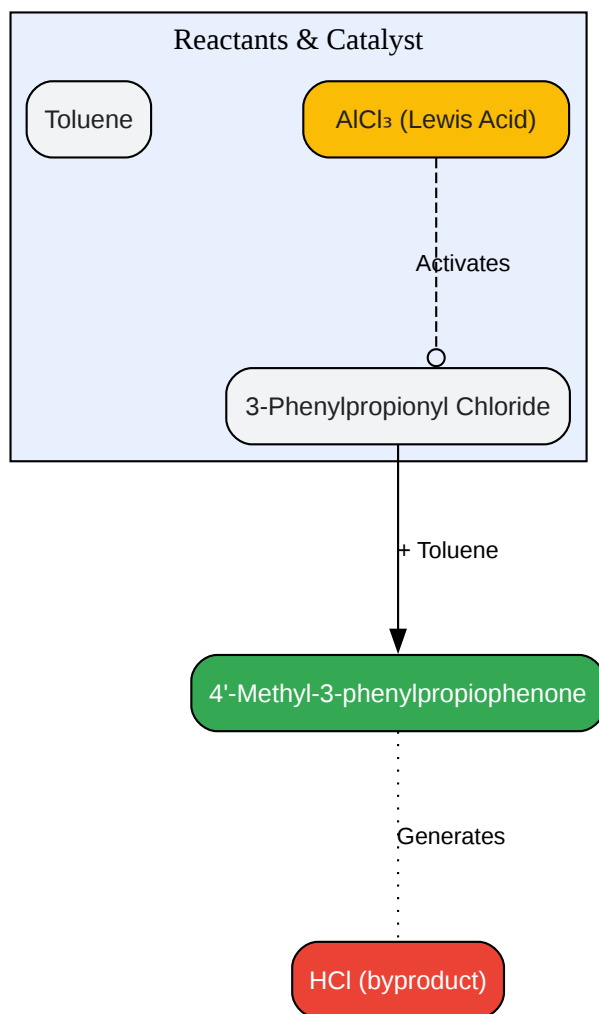 Reactants & Catalyst
Toluene
AlCl₃ (Lewis Acid)
Activates
3-Phenylpropionyl Chloride
+ Toluene
4'-Methyl-3-phenylpropiophenone
Generates
HCl (byproduct)